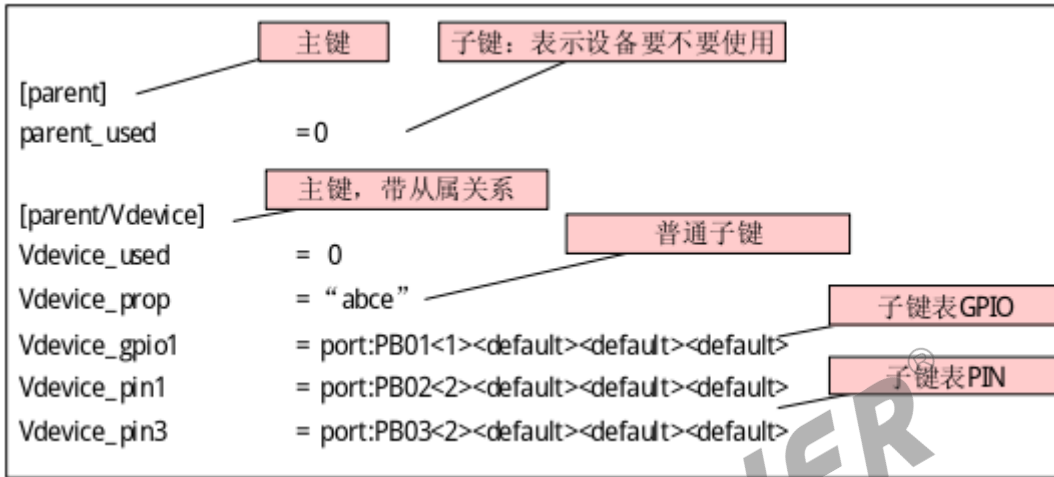 主键
子键：表示设备要不要使用
[parent]
parent_used =0
主键，带从属关系
[parent/Vdevice]
Vdevice_used = 0
普通子键
Vdevice_prop = “abce”
子键表GPIO
Vdevice_gpio1 = port:PB01<1><default><default><default>
子键表PIN
Vdevice_pin1 = port:PB02<2><default><default><default>
Vdevice_pin3 = port:PB03<2><default><default><default>